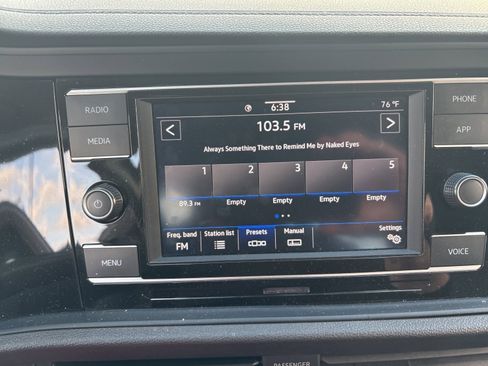 RADIO
MEDIA
MENU
6:38
76 °F
103.5 FM
Always Something There to Remind Me by Naked Eyes
1 2 3 4 5
89.3 FM Empty Empty Empty Empty
Freq. band Station list Presets Manual Settings
FM
PHONE
APP
VOICE
PASSENGER